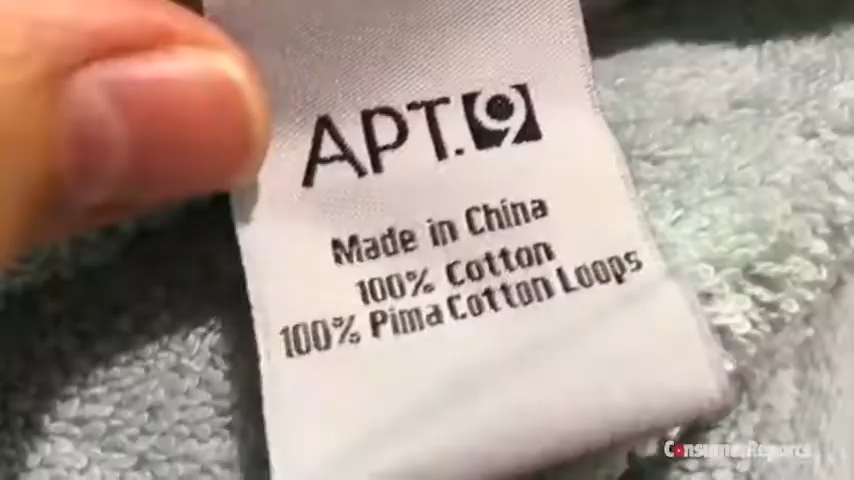 APT.9
Made in China
100% Cotton
100% Pima Cotton Loops
Consumer Reports